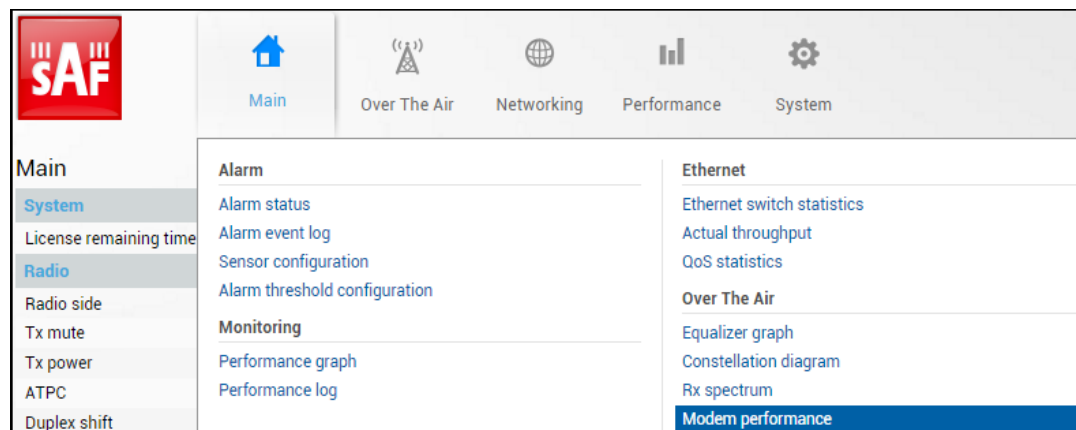 SAF
Main
Over The Air
Networking
Performance
System
Main
System
License remaining time
Radio
Radio side
Tx mute
Tx power
ATPC
Duplex shift
Alarm
Alarm status
Alarm event log
Sensor configuration
Alarm threshold configuration
Monitoring
Performance graph
Performance log
Ethernet
Ethernet switch statistics
Actual throughput
QoS statistics
Over The Air
Equalizer graph
Constellation diagram
Rx spectrum
Modem performance